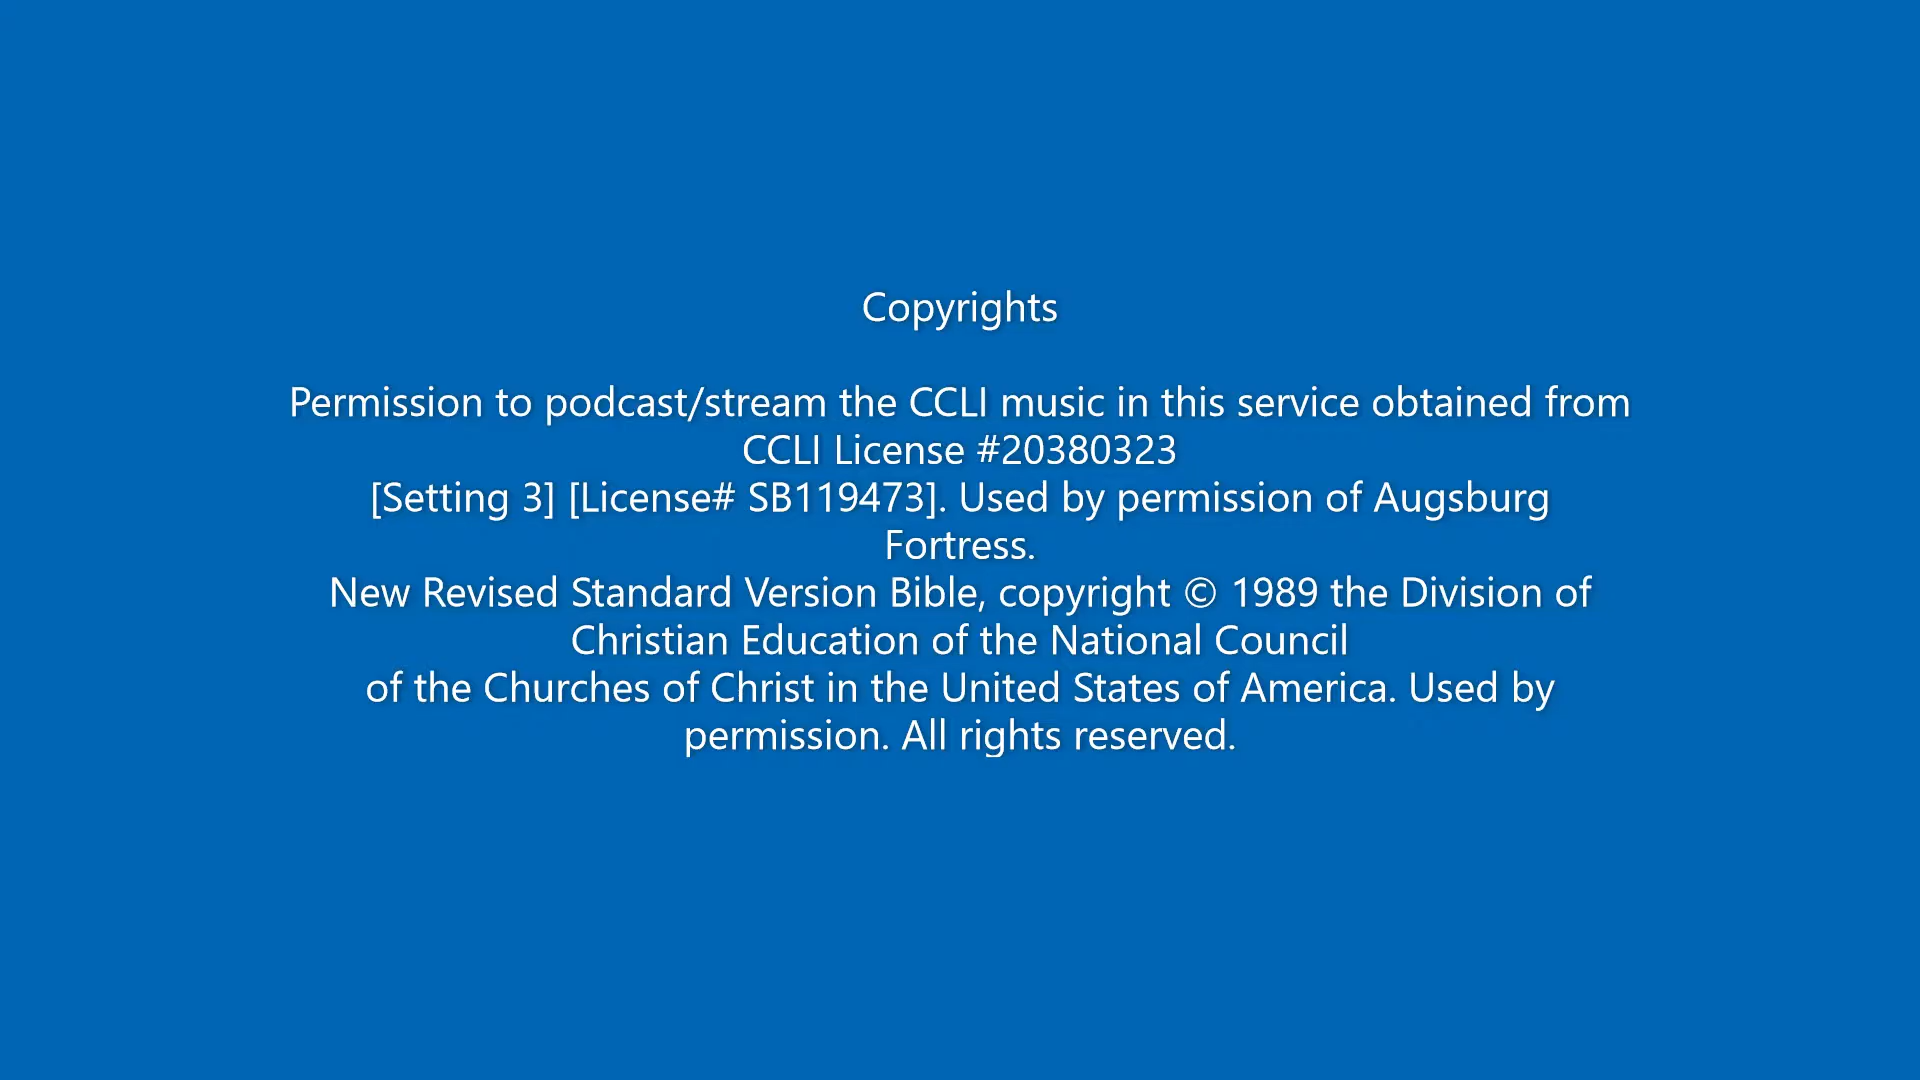 Copyrights
Permission to podcast/stream the CCLI music in this service obtained from
CCLI License #20380323
[Setting 3] [License# SB119473]. Used by permission of Augsburg
Fortress.
New Revised Standard Version Bible, copyright © 1989 the Division of
Christian Education of the National Council
of the Churches of Christ in the United States of America. Used by
permission. All rights reserved.